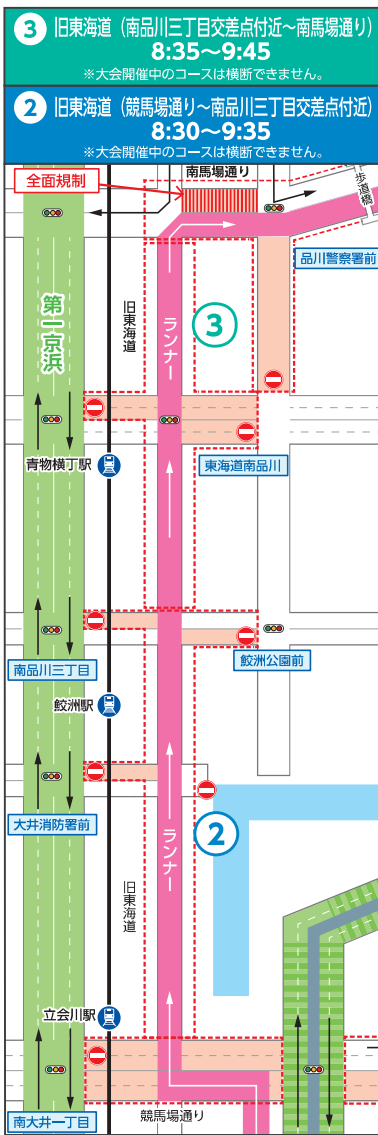 ③ 旧東海道（南品川三丁目交差点付近〜南馬場通り）
8:35〜9:45
※大会開催中のコースは横断できません。
② 旧東海道（競馬場通り〜南品川三丁目交差点付近）
8:30〜9:35
※大会開催中のコースは横断できません。
南馬場通り
全面規制
歩道橋
品川警察署前
第一京浜
旧東海道
ランナー
③
青物横丁駅
東海道南品川
南品川三丁目
鮫洲公園前
鮫洲駅
大井消防署前
②
ランナー
旧東海道
立会川駅
南大井一丁目
競馬場通り